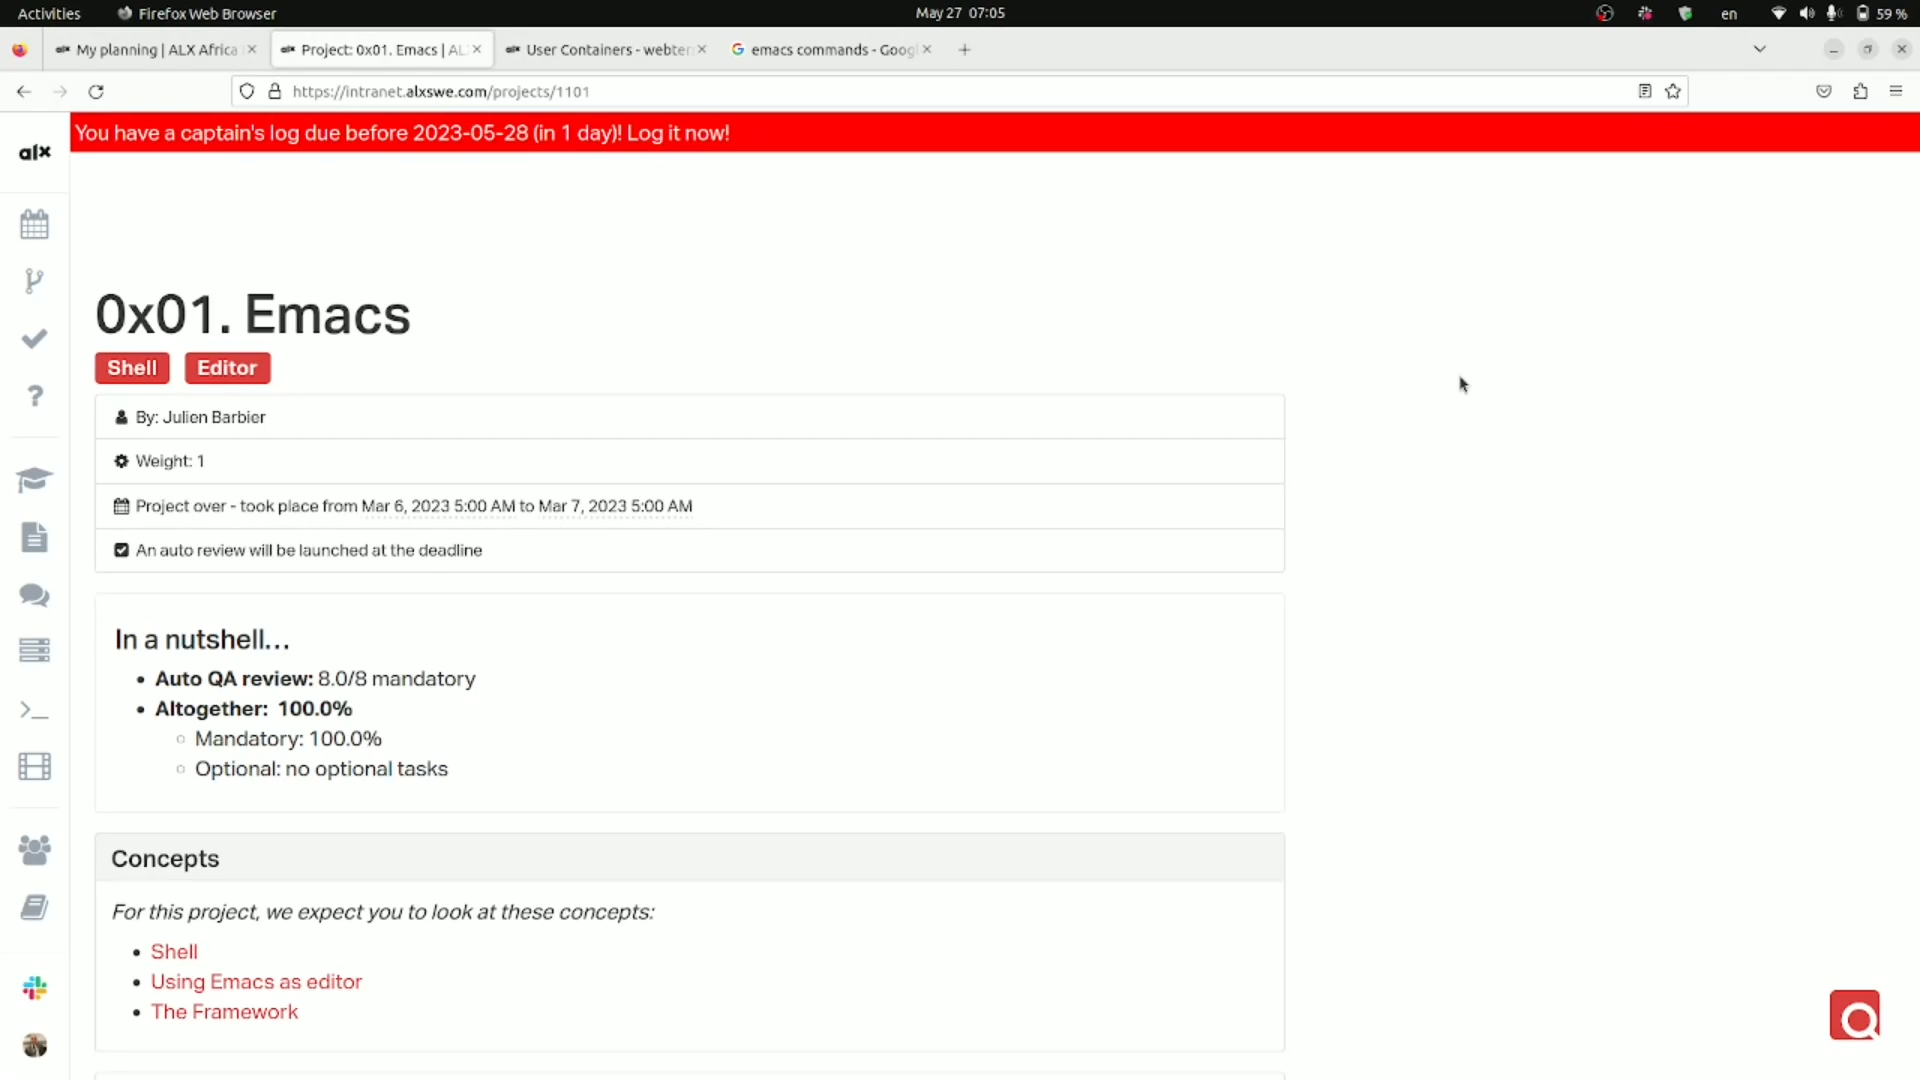 Activities
Firefox Web Browser
May 27 07:05
en
59 %
My planning | ALX Africa
Project: 0x01. Emacs | AL
User Containers - webter
emacs commands - Goog
https://intranet.alxswe.com/projects/1101
You have a captain's log due before 2023-05-28 (in 1 day)! Log it now!
alx
0x01. Emacs
Shell
Editor
By: Julien Barbier
Weight: 1
Project over - took place from Mar 6, 2023 5:00 AM to Mar 7, 2023 5:00 AM
An auto review will be launched at the deadline
In a nutshell…
Auto QA review: 8.0/8 mandatory
Altogether: 100.0%
Mandatory: 100.0%
Optional: no optional tasks
Concepts
For this project, we expect you to look at these concepts:
Shell
Using Emacs as editor
The Framework